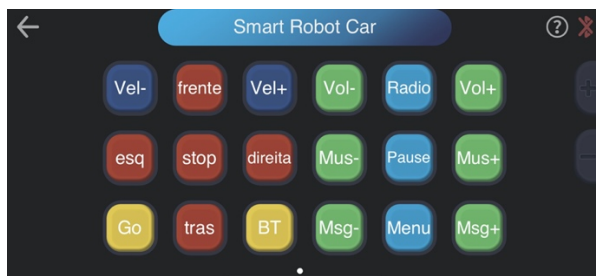 Smart Robot Car ?
Vel- frente Vel+ Vol- Radio Vol+ +
esq stop direita Mus- Pause Mus+ -
Go tras BT Msg- Menu Msg+